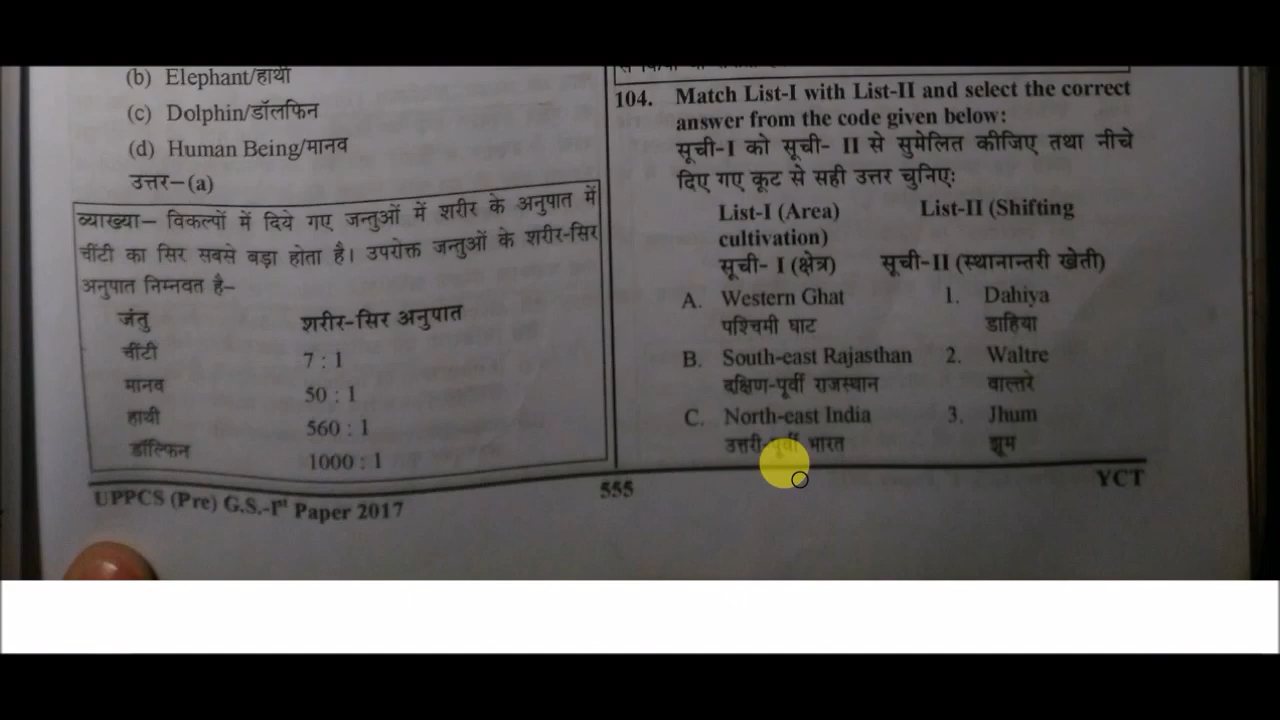 (b) Elephant/हाथी
(c) Dolphin/डॉलफिन
(d) Human Being/मानव
उत्तर–(a)
व्याख्या– विकल्पों में दिये गए जन्तुओं में शरीर के अनुपात में
चींटी का सिर सबसे बड़ा होता है। उपरोक्त जन्तुओं के शरीर-सिर
अनुपात निम्नवत है–
जंतु शरीर-सिर अनुपात
चींटी 7 : 1
मानव 50 : 1
हाथी 560 : 1
डॉल्फिन 1000 : 1
104. Match List-I with List-II and select the correct
answer from the code given below:
सूची-I को सूची- II से सुमेलित कीजिए तथा नीचे
दिए गए कूट से सही उत्तर चुनिएः
List-I (Area) List-II (Shifting
cultivation)
सूची- I (क्षेत्र) सूची-II (स्थानान्तरी खेती)
A. Western Ghat 1. Dahiya
पश्चिमी घाट डाहिया
B. South-east Rajasthan 2. Waltre
दक्षिण-पूर्वी राजस्थान वाल्तरे
C. North-east India 3. Jhum
उत्तरी-पूर्वी भारत झूम
UPPCS (Pre) G.S.-Iˢᵗ Paper 2017 555 YCT